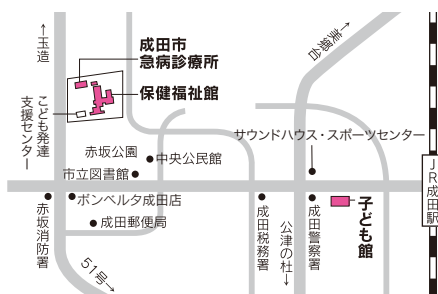 ←玉造
成田市
急病診療所
保健福祉館
こども発達
支援センター
←美郷台
サウンドハウス・スポーツセンター
赤坂公園
中央公民館
市立図書館
ボンベルタ成田店
成田郵便局
赤坂消防署
51号→
成田税務署
公津の杜→
成田警察署
子ども館
JR成田駅